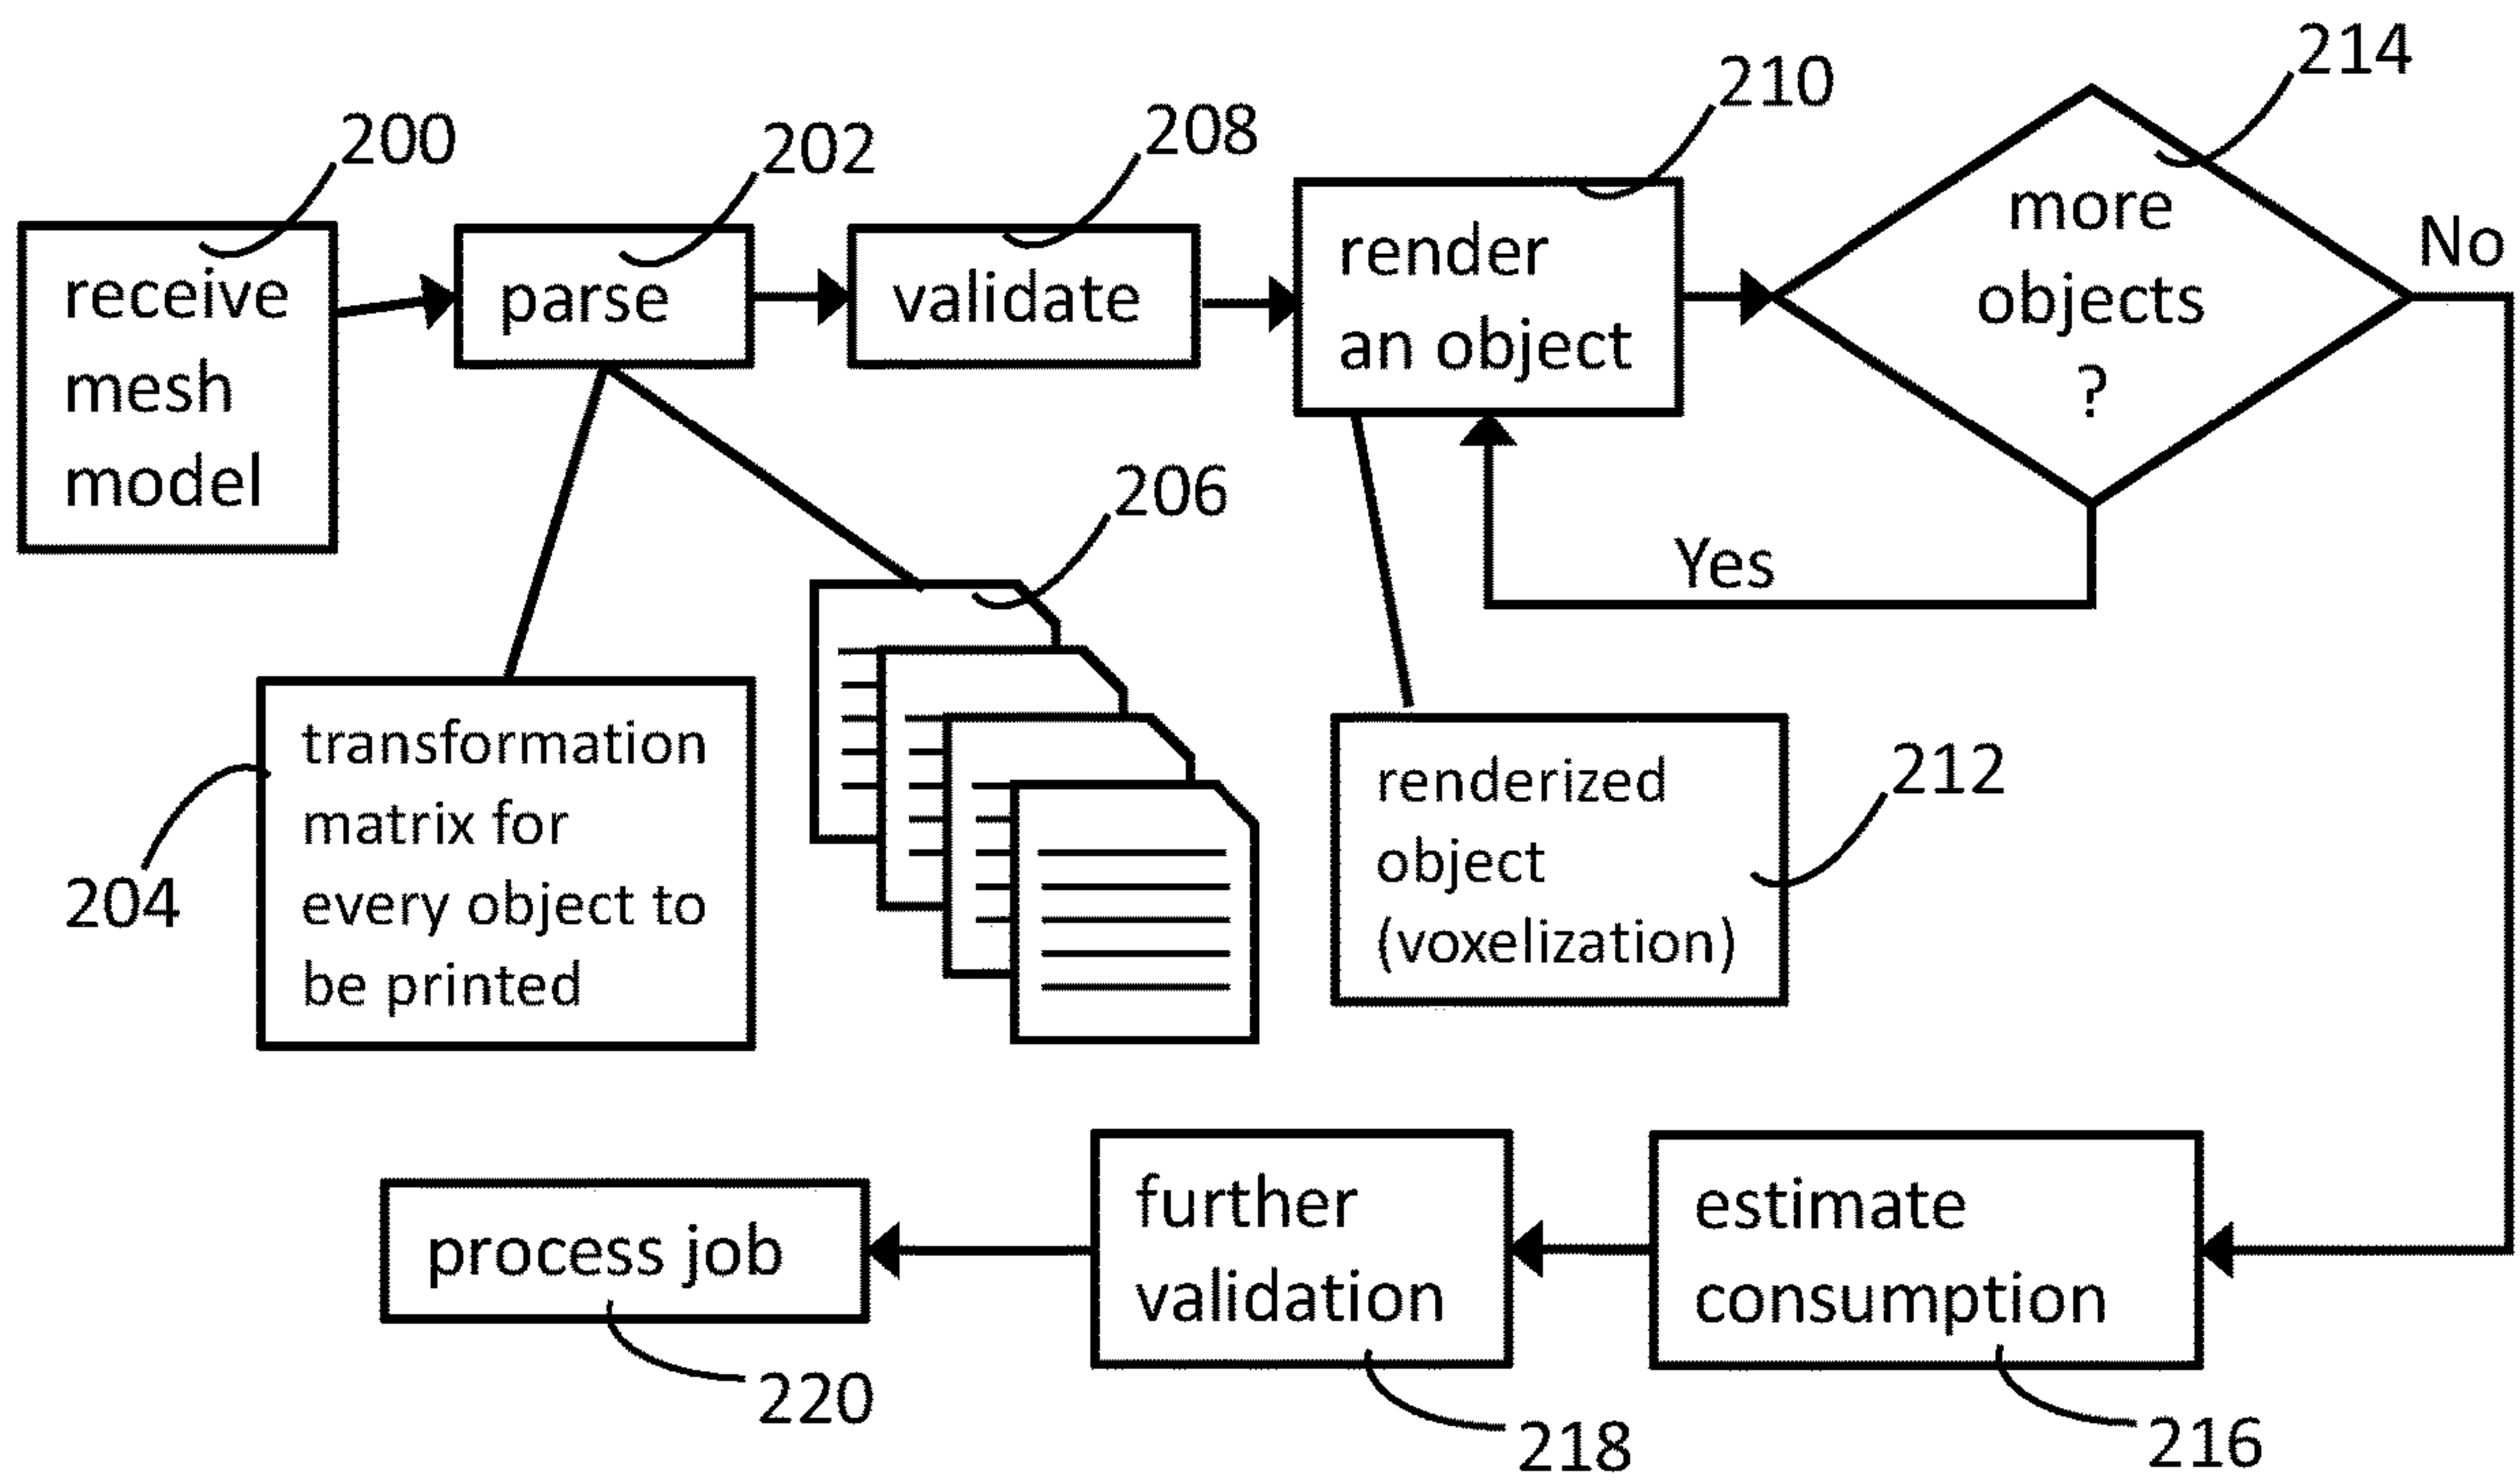 200
receive
mesh
model
202
parse
208
validate
210
render
an object
214
more
objects
?
No
Yes
206
204
transformation
matrix for
every object to
be printed
212
renderized
object
(voxelization)
process job
220
further
validation
218
estimate
consumption
216